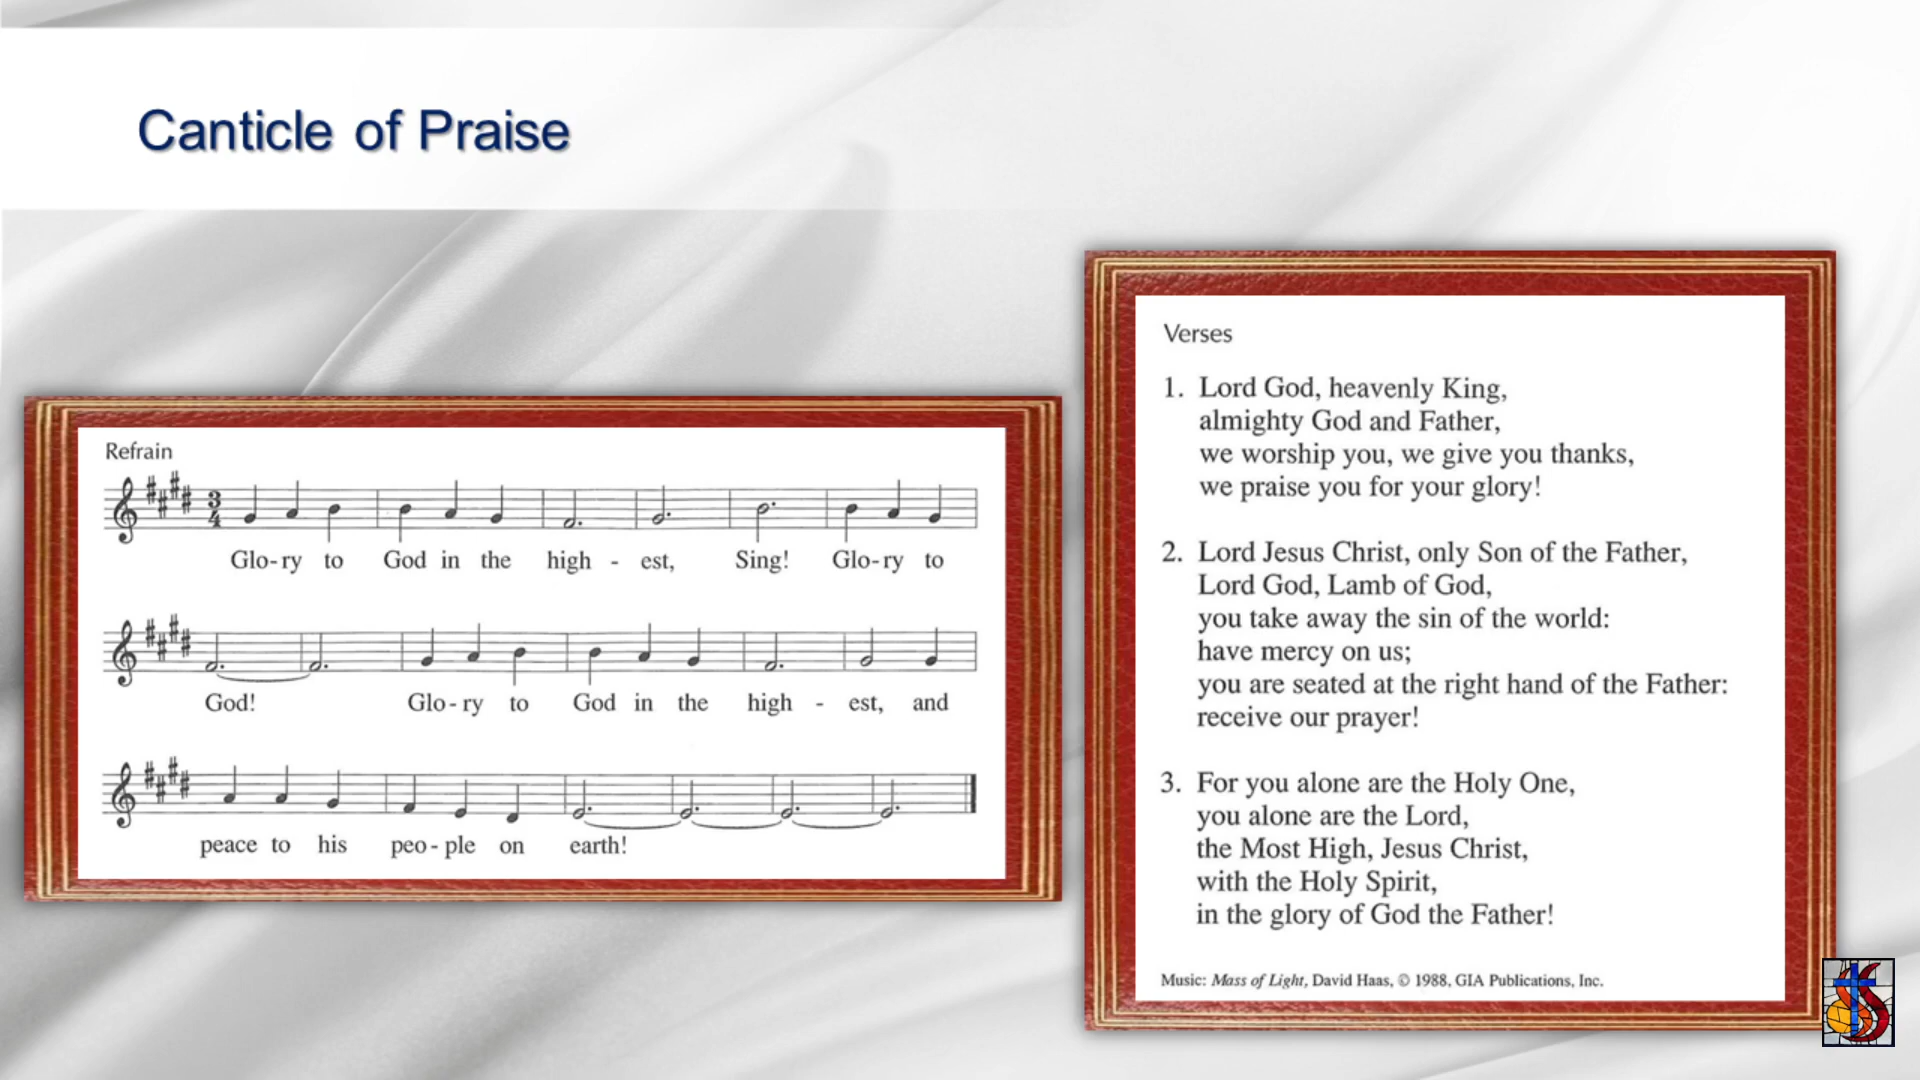 Canticle of Praise
Refrain
Glo-ry to God in the high - est, Sing! Glo-ry to
God! Glo-ry to God in the high - est, and
peace to his peo-ple on earth!
Verses
1. Lord God, heavenly King,
almighty God and Father,
we worship you, we give you thanks,
we praise you for your glory!
2. Lord Jesus Christ, only Son of the Father,
Lord God, Lamb of God,
you take away the sin of the world:
have mercy on us;
you are seated at the right hand of the Father:
receive our prayer!
3. For you alone are the Holy One,
you alone are the Lord,
the Most High, Jesus Christ,
with the Holy Spirit,
in the glory of God the Father!
Music: Mass of Light, David Haas, © 1988, GIA Publications, Inc.